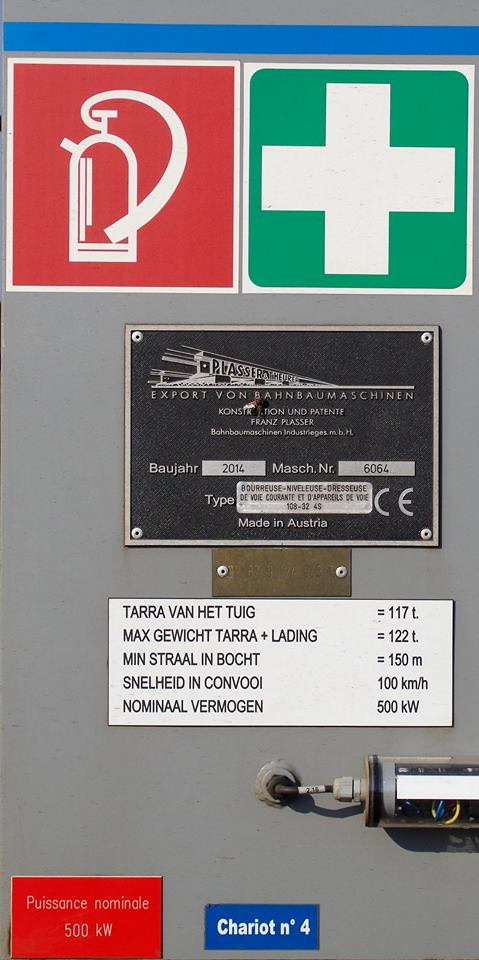 PLASSER & THEURER
EXPORT VON BAHNBAUMASCHINEN
UND PATENTE
FRANZ PLASSER
Bahnbaumaschinen Industrieges.m.b.H.
Baujahr 2014 Masch.Nr. 6064
Type BOURREUSE-NIVELEUSE-DRESSEUSE
DE VOIE COURANTE ET D'APPAREILS DE VOIE
108-32 4S
CE
Made in Austria
TARRA VAN HET TUIG = 117 t.
MAX GEWICHT TARRA + LADING = 122 t.
MIN STRAAL IN BOCHT = 150 m
SNELHEID IN CONVOOI 100 km/h
NOMINAAL VERMOGEN 500 kW
2.16
Puissance nominale
500 kW
Chariot n° 4